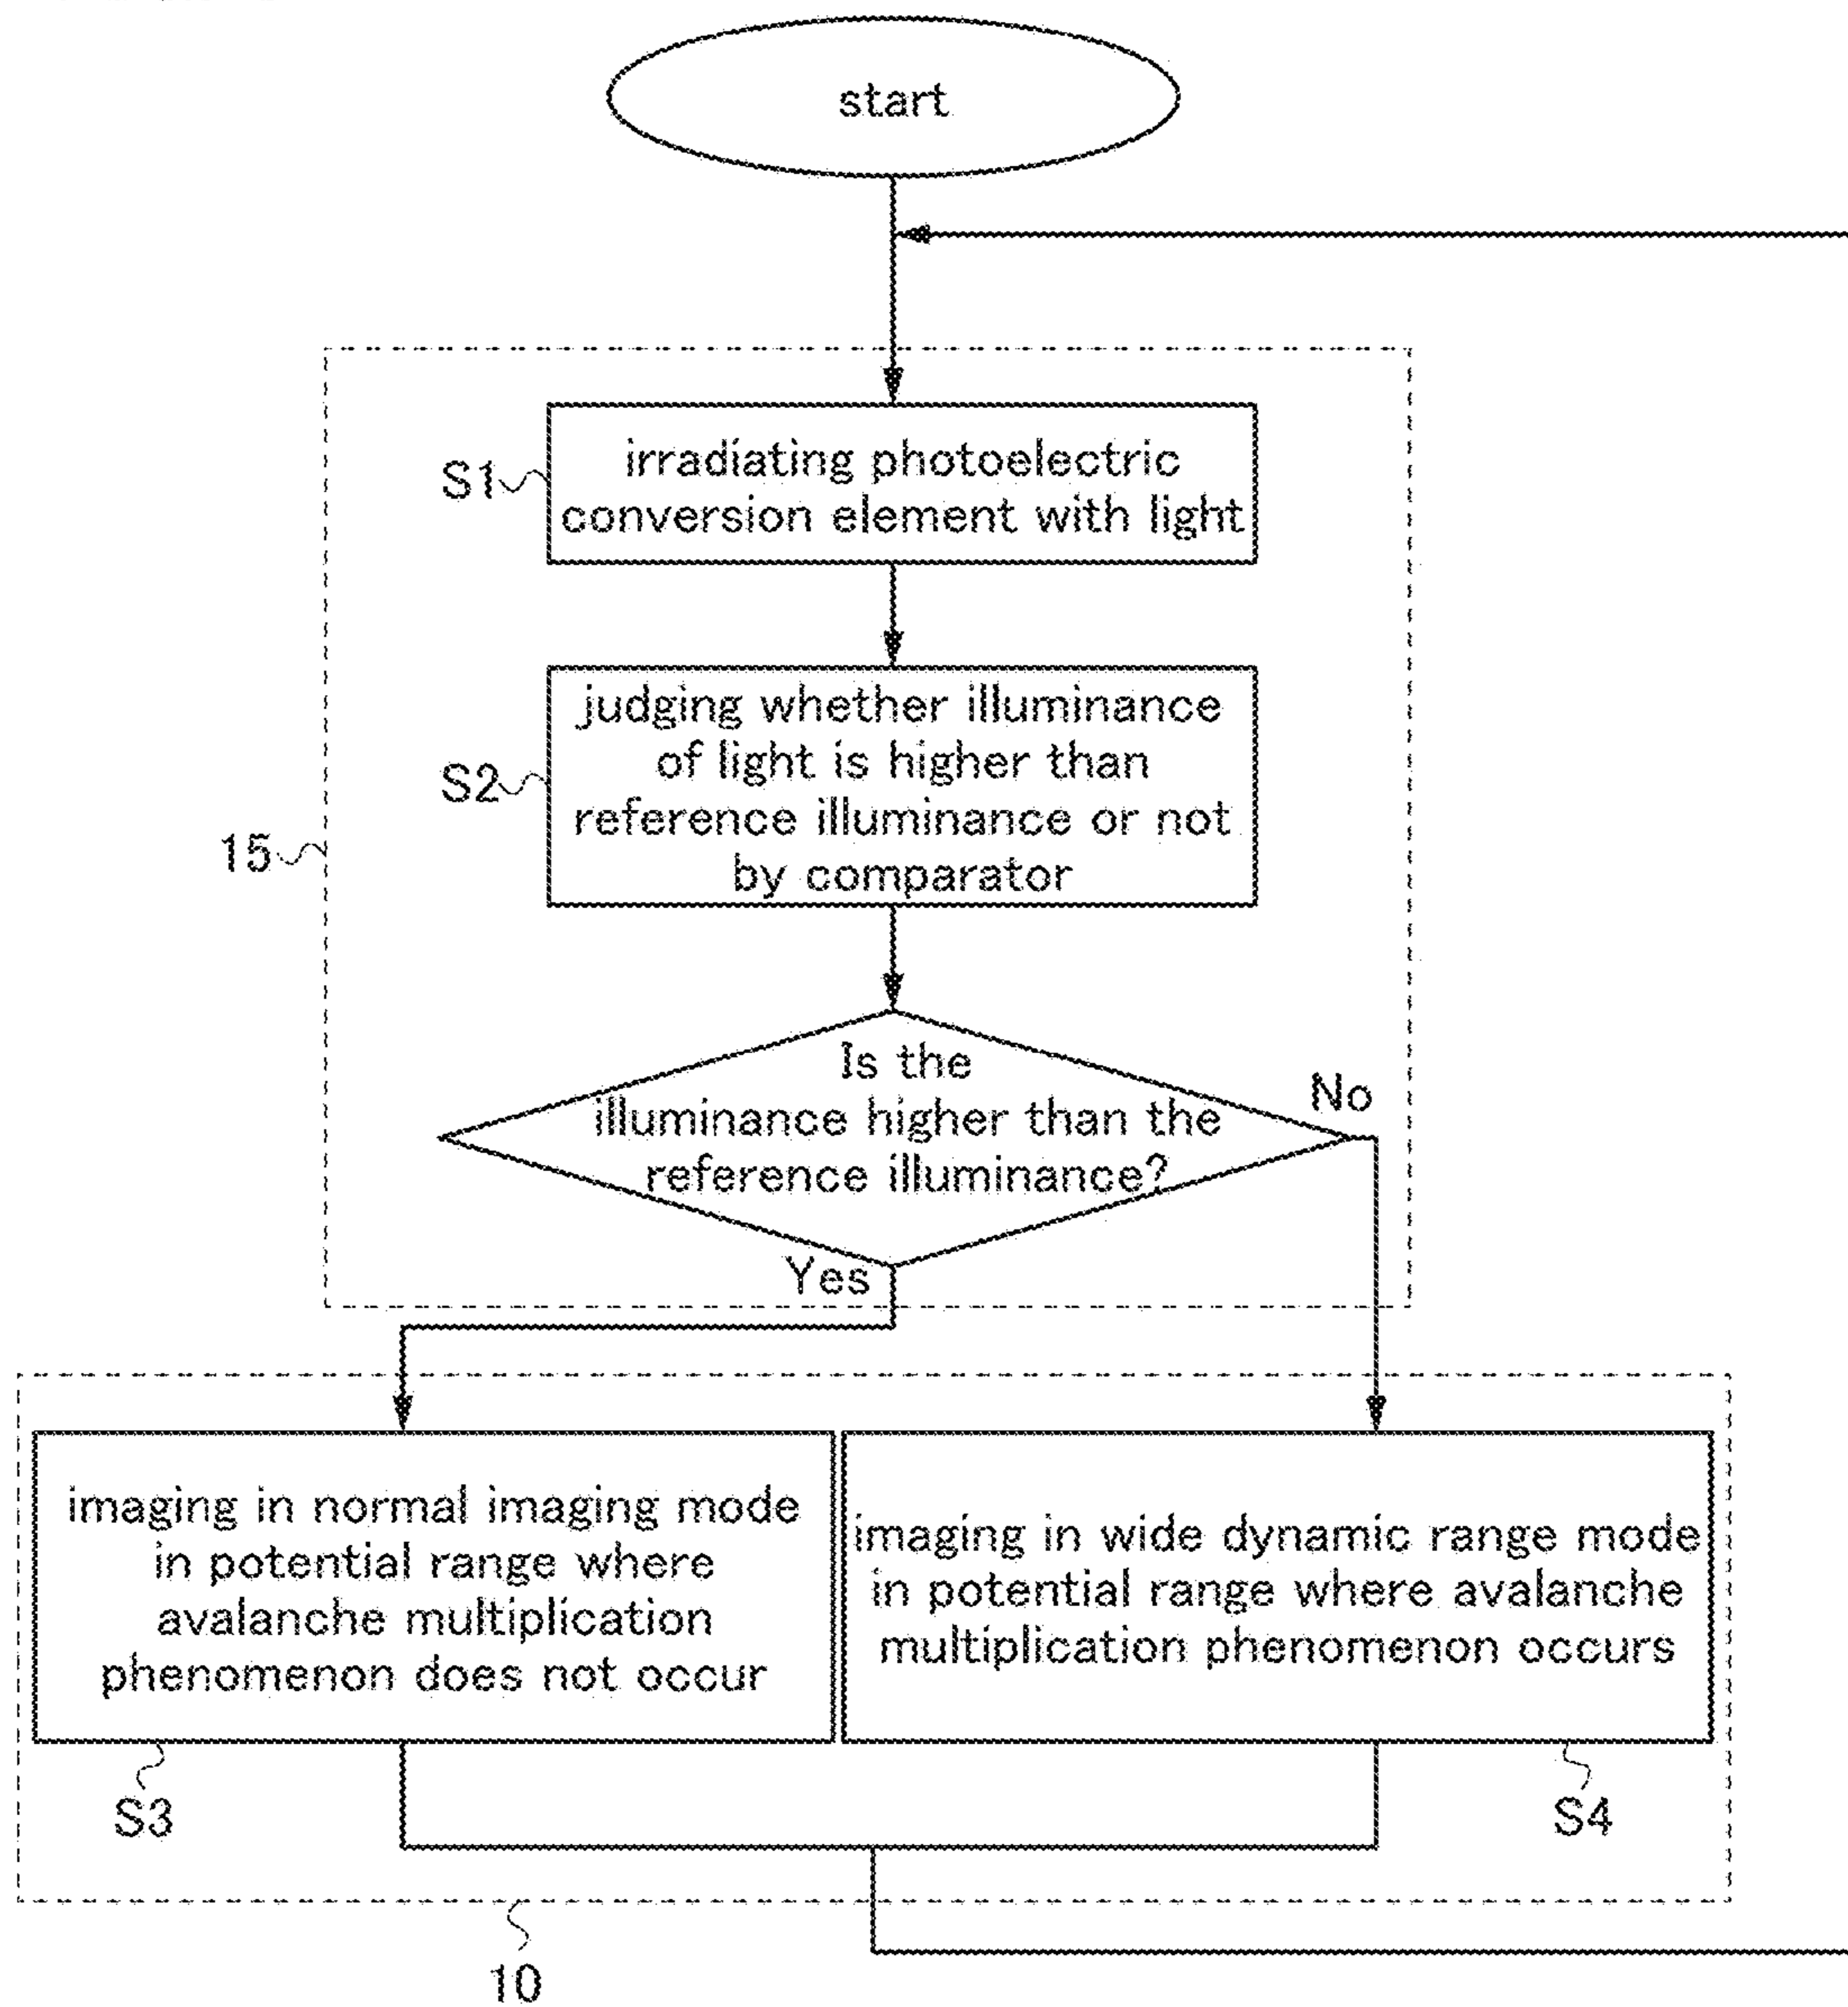 start
S1
irradiating photoelectric
conversion element with light
S2
judging whether illuminance
of light is higher than
reference illuminance or not
by comparator
15
Is the
illuminance higher than the
reference illuminance?
No
Yes
imaging in normal imaging mode
in potential range where
avalanche multiplication
phenomenon does not occur
imaging in wide dynamic range mode
in potential range where avalanche
multiplication phenomenon occurs
S3
S4
10